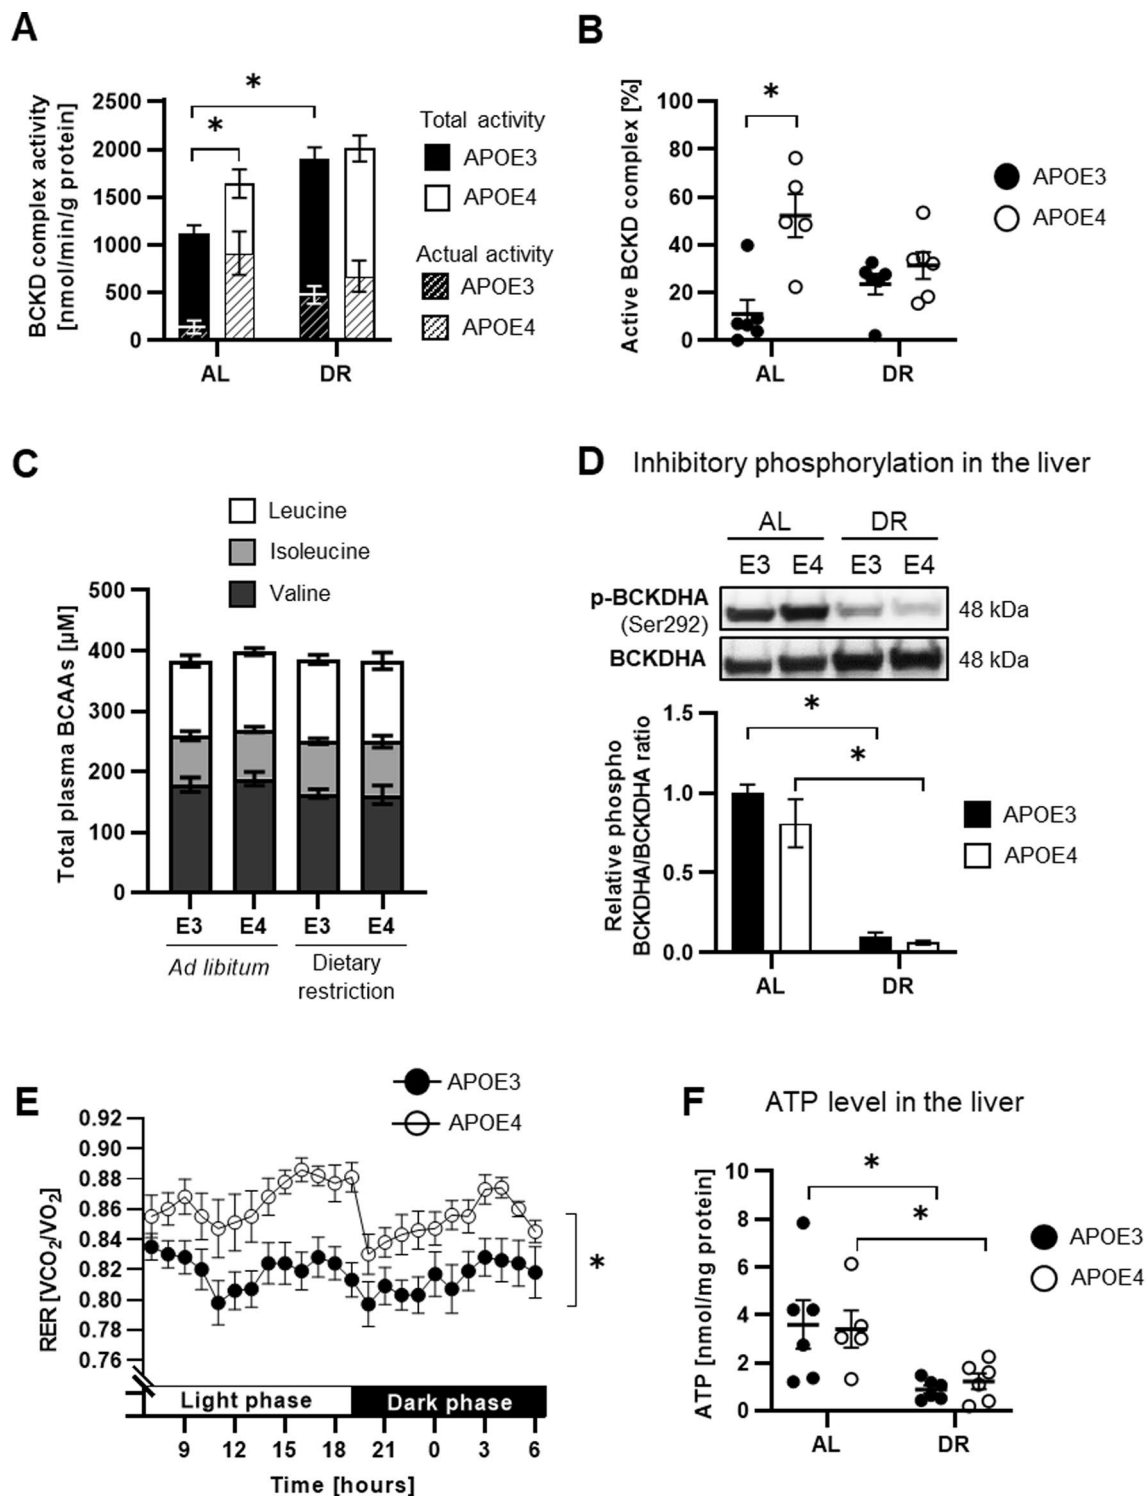 A
BCKD complex activity
[nmol/min/g protein]
2500
2000
1500
1000
500
0
*
*
AL
DR
Total activity
APOE3
APOE4
Actual activity
APOE3
APOE4
B
Active BCKD complex [%]
100
80
60
40
20
0
*
AL
DR
APOE3
APOE4
C
Leucine
Isoleucine
Valine
Total plasma BCAAs [µM]
500
400
300
200
100
0
E3
E4
E3
E4
Ad libitum
Dietary
restriction
D
Inhibitory phosphorylation in the liver
AL
DR
E3
E4
E3
E4
p-BCKDHA
(Ser292)
48 kDa
BCKDHA
48 kDa
Relative phospho
BCKDHA/BCKDHA ratio
1.5
1.0
0.5
0.0
*
*
AL
DR
APOE3
APOE4
E
APOE3
APOE4
RER [VCO₂/VO₂]
0.92
0.90
0.88
0.86
0.84
0.82
0.80
0.78
0.76
*
Light phase
Dark phase
9
12
15
18
21
0
3
6
Time [hours]
F
ATP level in the liver
ATP [nmol/mg protein]
10
8
6
4
2
0
*
*
AL
DR
APOE3
APOE4